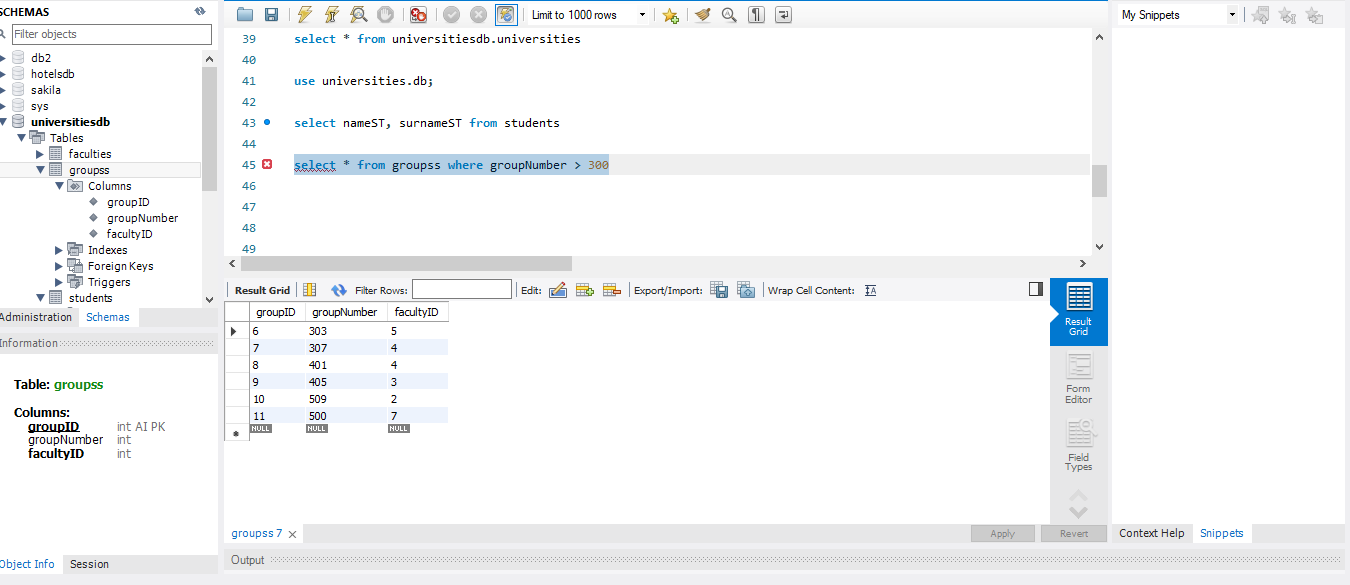 SCHEMAS
Filter objects
db2
hotelsdb
sakila
sys
universitiesdb
Tables
faculties
groupss
Columns
groupID
groupNumber
facultyID
Indexes
Foreign Keys
Triggers
students
Administration Schemas
Information
Table: groupss
Columns:
groupID int AI PK
groupNumber int
facultyID int
Object Info Session
Limit to 1000 rows
39 select * from universitiesdb.universities
40
41 use universities.db;
42
43 select nameST, surnameST from students
44
45 select * from groupss where groupNumber > 300
46
47
48
49
Result Grid Filter Rows: Edit: Export/Import: Wrap Cell Content: IA
groupID groupNumber facultyID
6 303 5
7 307 4
8 401 4
9 405 3
10 509 2
11 500 7
NULL NULL NULL
Result
Grid
Form
Editor
Field
Types
groupss 7
Apply Revert
Output
My Snippets
Context Help Snippets